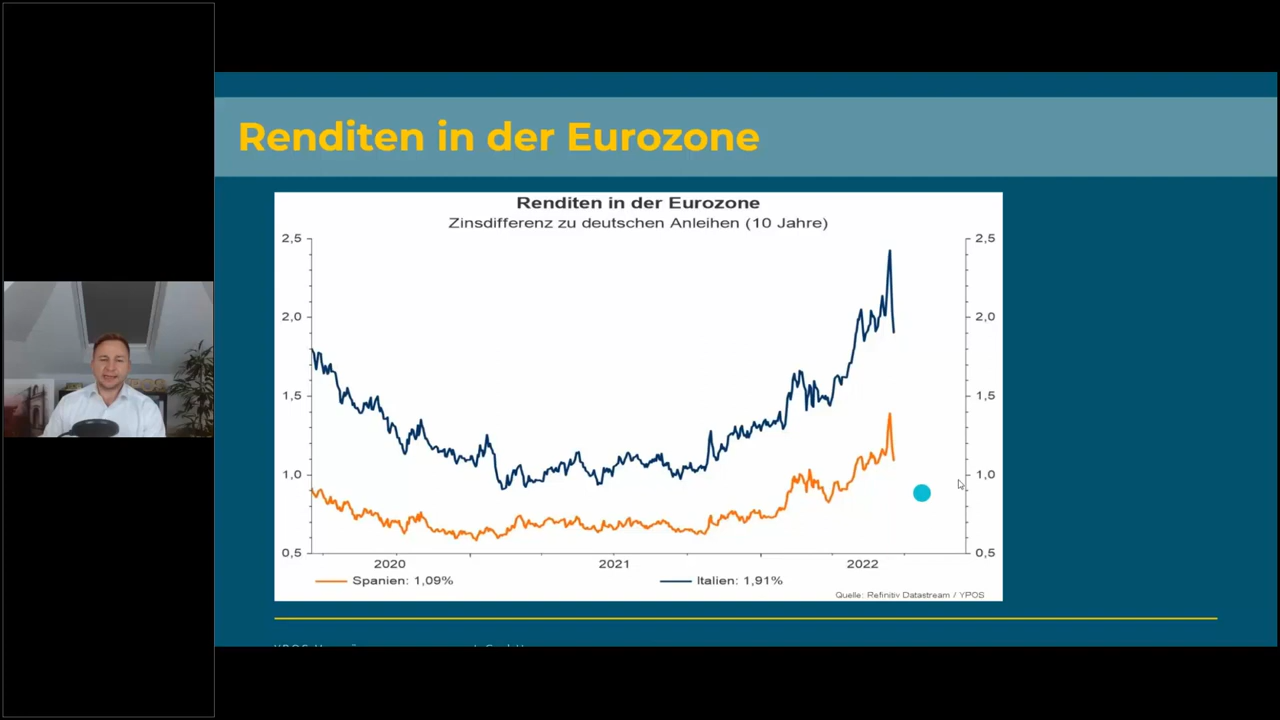 Renditen in der Eurozone
Renditen in der Eurozone
Zinsdifferenz zu deutschen Anleihen (10 Jahre)
2,5 2,5
2,0 2,0
1,5 1,5
1,0 1,0
0,5 0,5
2020 2021 2022
Spanien: 1,09% Italien: 1,91%
Quelle: Refinitiv Datastream / YPOS